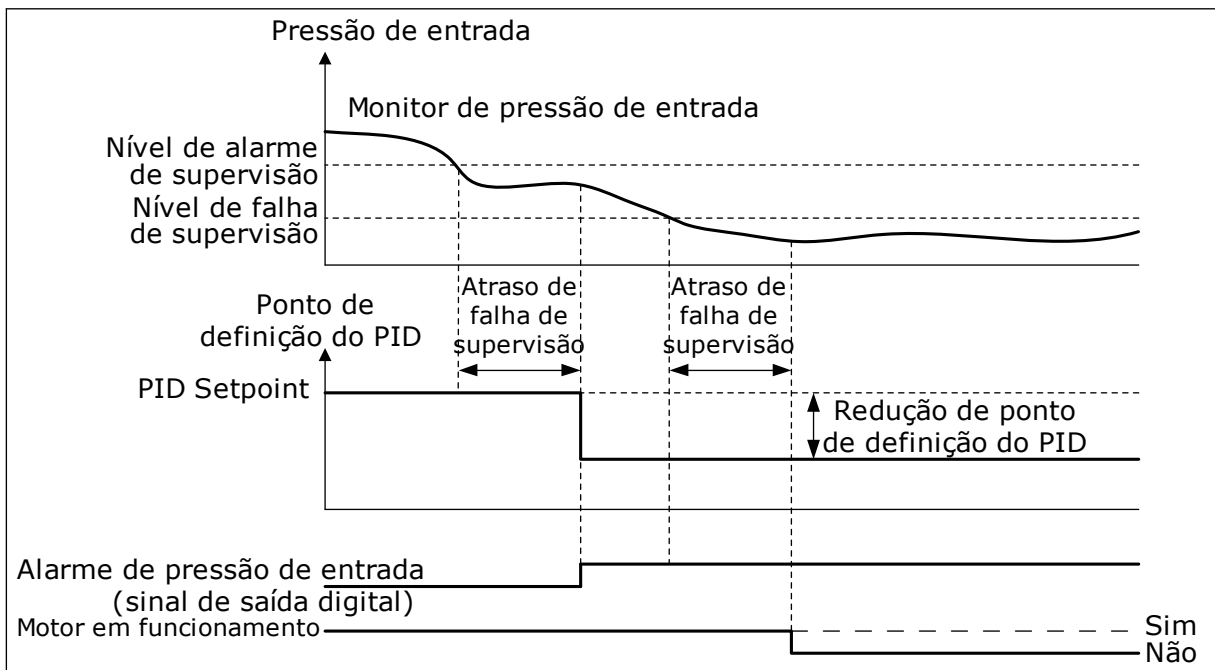 Pressão de entrada
Monitor de pressão de entrada
Nível de alarme
de supervisão
Nível de falha
de supervisão
Atraso de
falha de
supervisão
Atraso de
falha de
supervisão
Ponto de
definição do PID
PID Setpoint
Redução de ponto
de definição do PID
Alarme de pressão de entrada
(sinal de saída digital)
Motor em funcionamento
Sim
Não